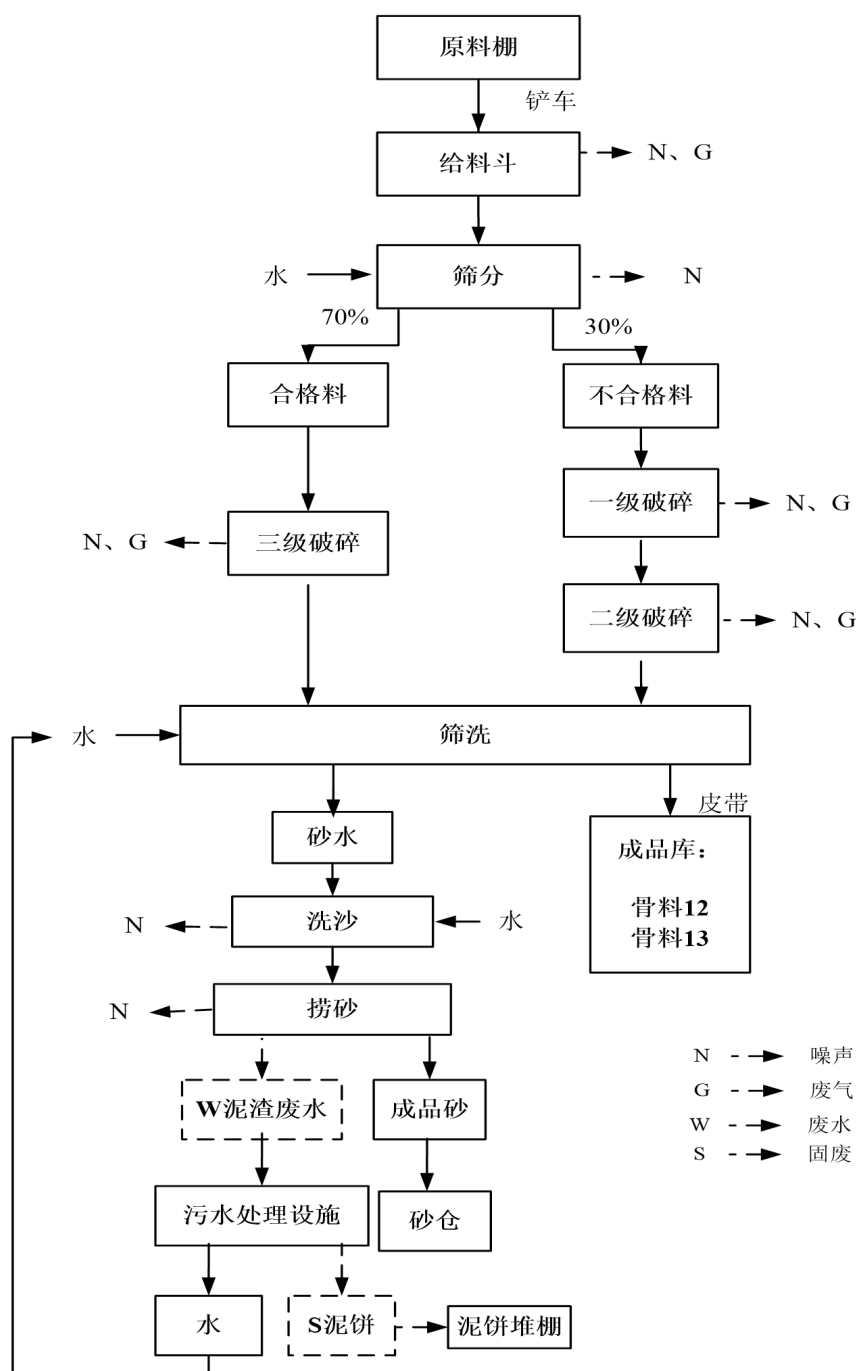 原料棚
铲车
给料斗
N、G
水
筛分
N
70%
30%
合格料
不合格料
一级破碎
N、G
N、G
三级破碎
二级破碎
N、G
水
筛洗
皮带
砂水
成品库：
骨料12
骨料13
N
洗沙
水
N
捞砂
N
噪声
G
废气
W
废水
S
固废
W泥渣废水
成品砂
污水处理设施
砂仓
水
S泥饼
泥饼堆棚